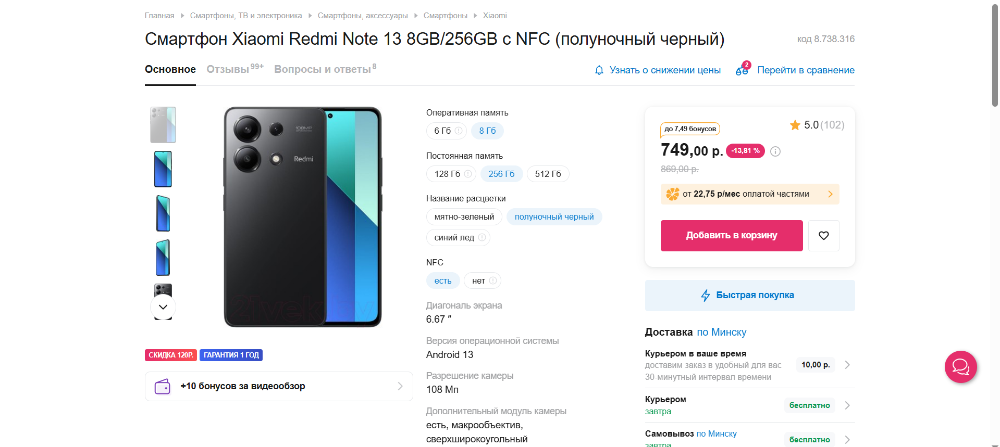 Главная Смартфоны, ТВ и электроника Смартфоны, аксессуары Смартфоны Xiaomi
Смартфон Xiaomi Redmi Note 13 8GB/256GB с NFC (полуночный черный)
код 8.738.316
Основное Отзывы 99+ Вопросы и ответы 8
Узнать о снижении цены 2 Перейти в сравнение
108MP
Redmi
21vek.by
СКИДКА 120Р. ГАРАНТИЯ 1 ГОД
+10 бонусов за видеообзор
Оперативная память
6 Гб 8 Гб
Постоянная память
128 Гб 256 Гб 512 Гб
Название расцветки
мятно-зеленый полуночный черный
синий лед
NFC
есть нет
Диагональ экрана
6.67 "
Версия операционной системы
Android 13
Разрешение камеры
108 Мп
Дополнительный модуль камеры
есть, макрообъектив,
сверхширокоугольный
до 7,49 бонусов
5.0 (102)
749,00 р. -13,81 %
869,00 р.
от 22,75 р/мес оплатой частями
Добавить в корзину
Быстрая покупка
Доставка по Минску
Курьером в ваше время
доставим заказ в удобный для вас
30-минутный интервал времени
10,00 р.
Курьером
завтра
бесплатно
Самовывоз по Минску
завтра
бесплатно